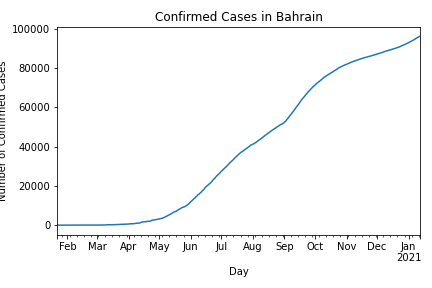 Confirmed Cases in Bahrain
Number of Confirmed Cases
100000
80000
60000
40000
20000
0
Feb Mar Apr May Jun Jul Aug Sep Oct Nov Dec Jan
2021
Day